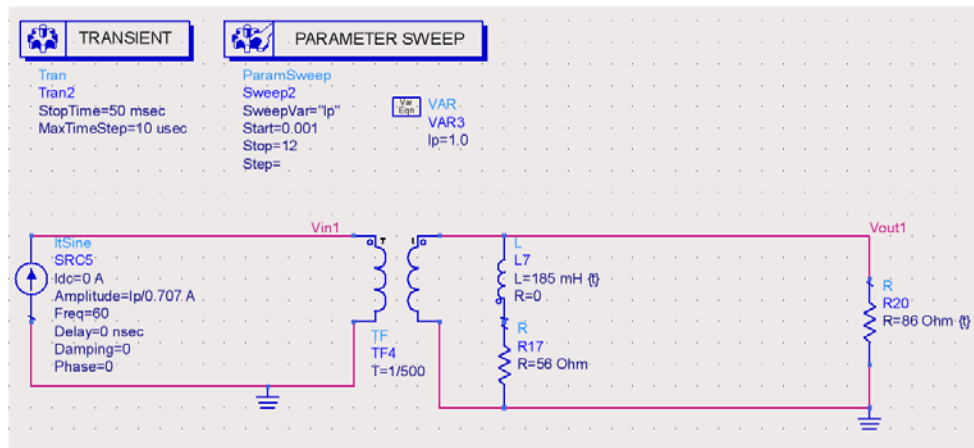 TRANSIENT
PARAMETER SWEEP
Tran
Tran2
StopTime=50 msec
MaxTimeStep=10 usec
ParamSweep
Sweep2
SweepVar="Ip"
Start=0.001
Stop=12
Step=
Var
Eqn
VAR
VAR3
Ip=1.0
Vin1
Vout1
ItSine
SRC5
Idc=0 A
Amplitude=Ip/0.707 A
Freq=60
Delay=0 nsec
Damping=0
Phase=0
T
1
TF
TF4
T=1/500
L
L7
L=185 mH {t}
R=0
R
R17
R=56 Ohm
R
R20
R=86 Ohm {t}